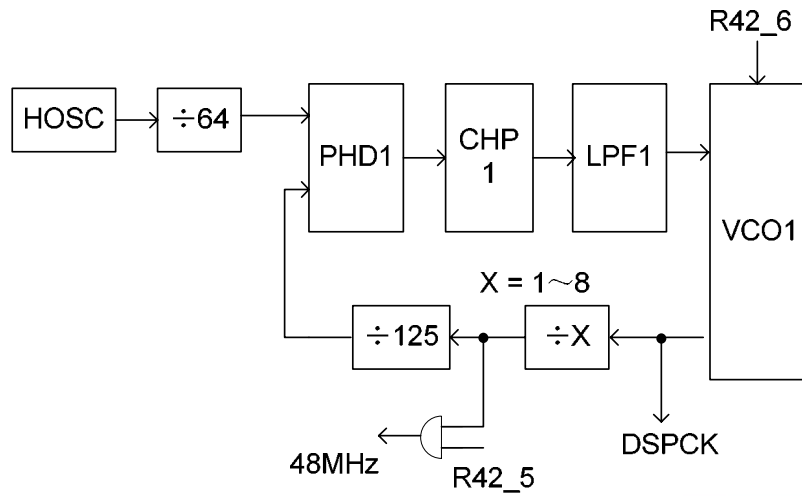 R42_6
HOSC
÷64
PHD1
CHP
1
LPF1
VCO1
X = 1～8
÷125
÷X
48MHz
R42_5
DSPCK